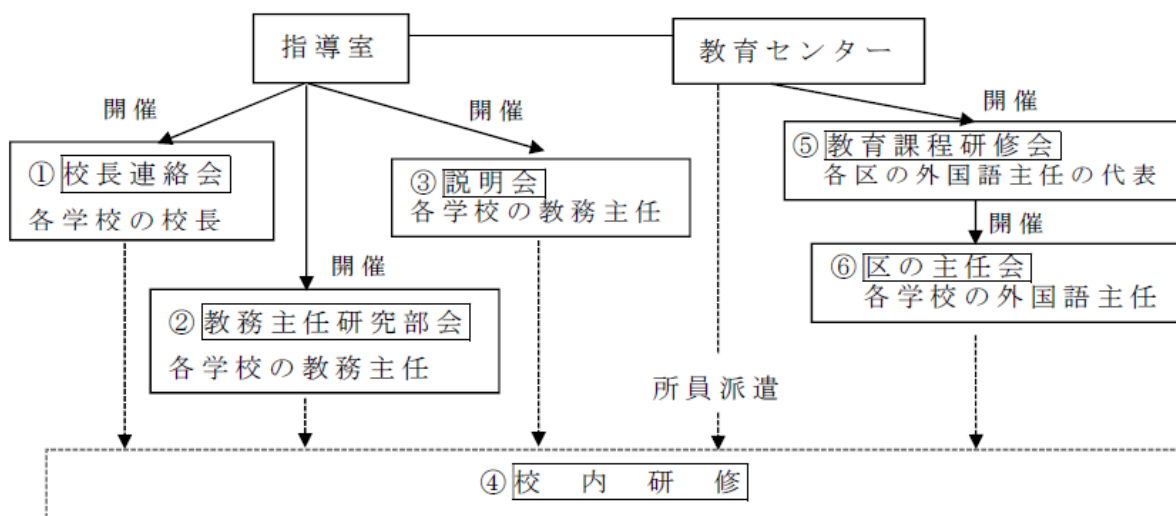 指導室
教育センター
開催
開催
開催
①校長連絡会
各学校の校長
③説明会
各学校の教務主任
⑤教育課程研修会
各区の外国語主任の代表
開催
開催
②教務主任研究部会
各学校の教務主任
⑥区の主任会
各学校の外国語主任
所員派遣
④校内研修